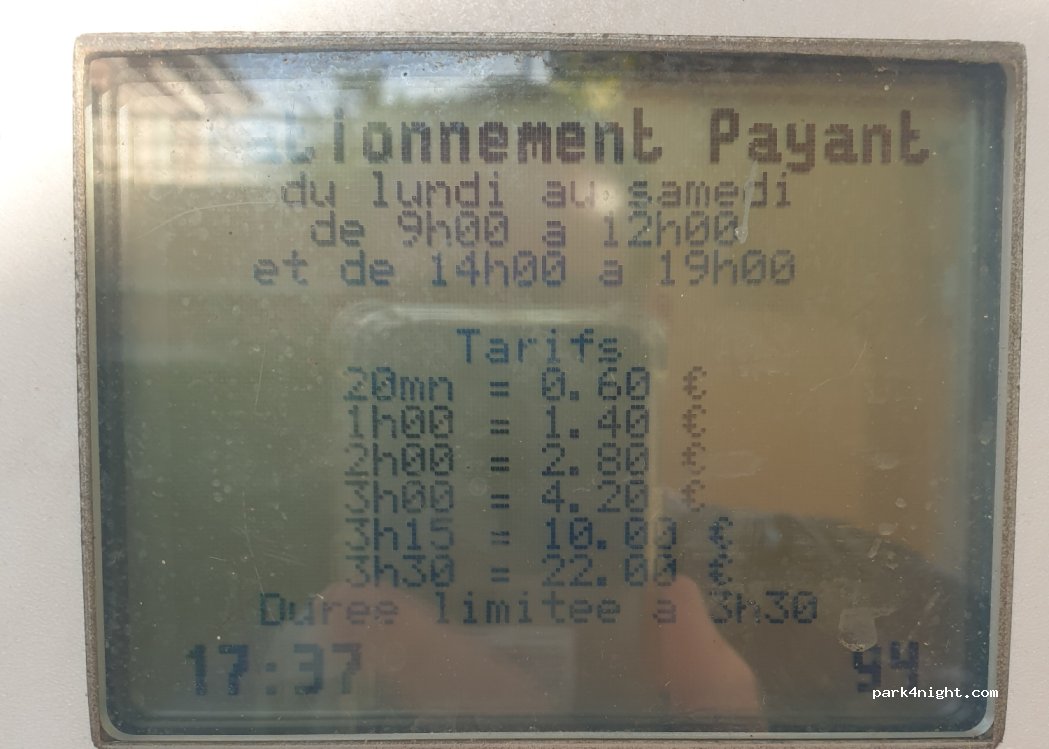 tionnement Payant
du lundi au samedi
de 9h00 a 12h00
et de 14h00 a 19h00
Tarifs
20mn = 0.60 €
1h00 = 1.40 €
2h00 = 2.80 €
3h00 = 4.20 €
3h15 = 10.00 €
3h30 = 22.00 €
Duree limitee a 3h30
17:37
park4night.com